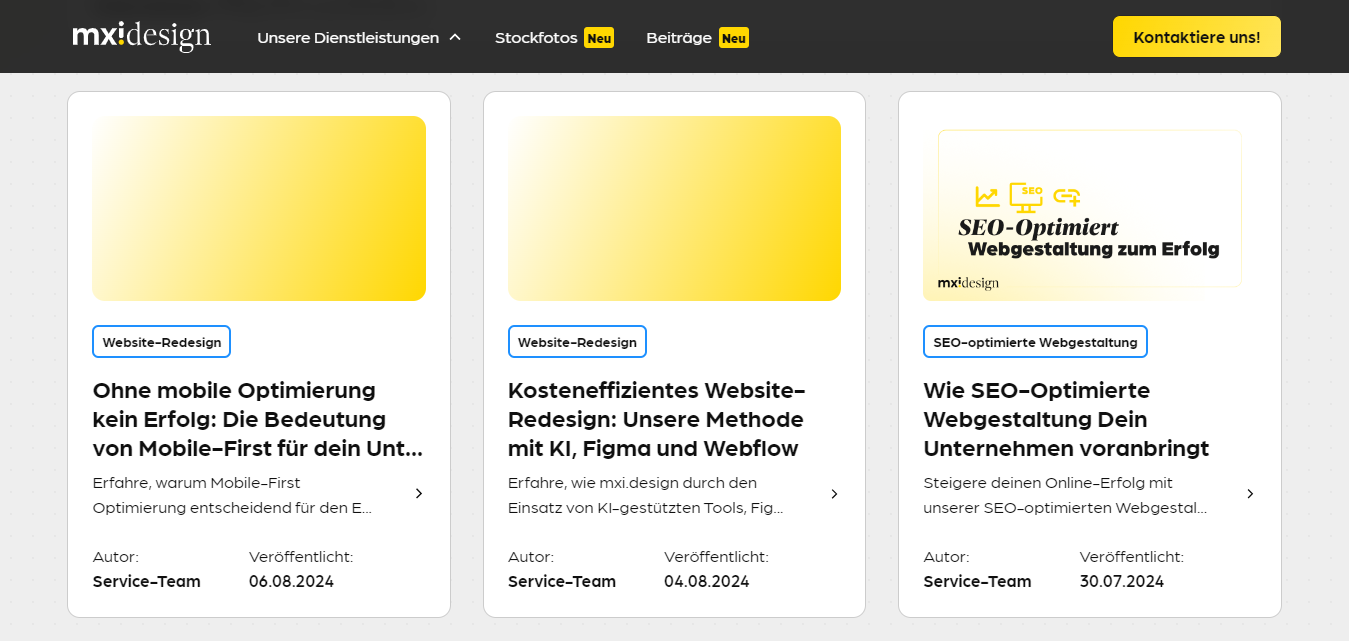 mxi:design
Unsere Dienstleistungen
Stockfotos Neu
Beiträge Neu
Kontaktiere uns!
Website-Redesign
Ohne mobile Optimierung
kein Erfolg: Die Bedeutung
von Mobile-First für dein Unt...
Erfahre, warum Mobile-First
Optimierung entscheidend für den E...
Autor:
Veröffentlicht:
Service-Team
06.08.2024
Website-Redesign
Kosteneffizientes Website-
Redesign: Unsere Methode
mit KI, Figma und Webflow
Erfahre, wie mxi.design durch den
Einsatz von KI-gestützten Tools, Fig...
Autor:
Veröffentlicht:
Service-Team
04.08.2024
SEO
SEO-Optimiert
Webgestaltung zum Erfolg
mxi:design
SEO-optimierte Webgestaltung
Wie SEO-Optimierte
Webgestaltung Dein
Unternehmen voranbringt
Steigere deinen Online-Erfolg mit
unserer SEO-optimierten Webgestal...
Autor:
Veröffentlicht:
Service-Team
30.07.2024